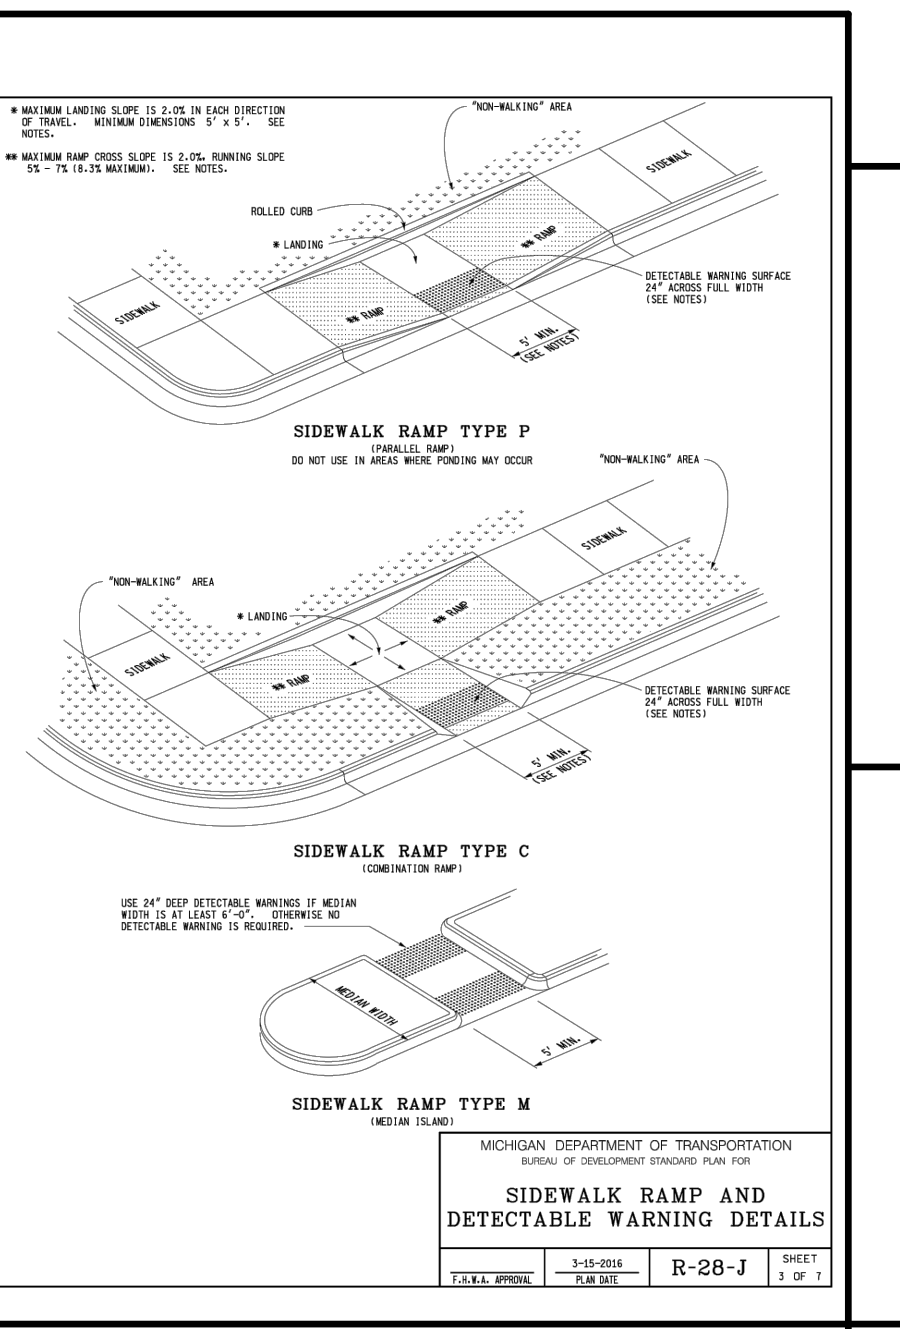 * MAXIMUM LANDING SLOPE IS 2.0% IN EACH DIRECTION
OF TRAVEL. MINIMUM DIMENSIONS 5' x 5'. SEE
NOTES.
** MAXIMUM RAMP CROSS SLOPE IS 2.0%, RUNNING SLOPE
5% - 7% (8.3% MAXIMUM). SEE NOTES.
"NON-WALKING" AREA
SIDEWALK
ROLLED CURB
** RAMP
* LANDING
DETECTABLE WARNING SURFACE
24" ACROSS FULL WIDTH
(SEE NOTES)
SIDEWALK
** RAMP
5' MIN.
(SEE NOTES)
SIDEWALK RAMP TYPE P
(PARALLEL RAMP)
DO NOT USE IN AREAS WHERE PONDING MAY OCCUR
"NON-WALKING" AREA
SIDEWALK
"NON-WALKING" AREA
* LANDING
** RAMP
SIDEWALK
** RAMP
DETECTABLE WARNING SURFACE
24" ACROSS FULL WIDTH
(SEE NOTES)
5' MIN.
(SEE NOTES)
SIDEWALK RAMP TYPE C
(COMBINATION RAMP)
USE 24" DEEP DETECTABLE WARNINGS IF MEDIAN
WIDTH IS AT LEAST 6'-0". OTHERWISE NO
DETECTABLE WARNING IS REQUIRED.
MEDIAN WIDTH
5' MIN.
SIDEWALK RAMP TYPE M
(MEDIAN ISLAND)
MICHIGAN DEPARTMENT OF TRANSPORTATION
BUREAU OF DEVELOPMENT STANDARD PLAN FOR
SIDEWALK RAMP AND
DETECTABLE WARNING DETAILS
F.H.W.A. APPROVAL
3-15-2016
PLAN DATE
R-28-J
SHEET
3 OF 7